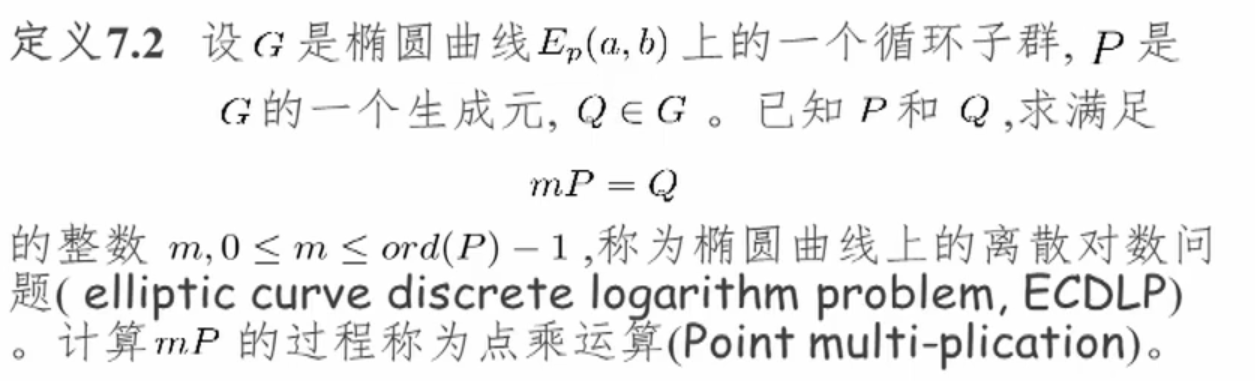 定义7.2 设 G 是椭圆曲线 E_p(a, b) 上的一个循环子群, P 是
G 的一个生成元, Q ∈ G 。已知 P 和 Q ,求满足
mP = Q
的整数 m, 0 ≤ m ≤ ord(P) − 1 ,称为椭圆曲线上的离散对数问
题( elliptic curve discrete logarithm problem, ECDLP)
。计算 mP 的过程称为点乘运算(Point multi-plication)。